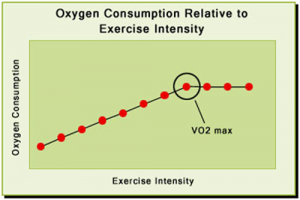 Oxygen Consumption Relative to
Exercise Intensity
Oxygen Consumption
VO2 max
Exercise Intensity